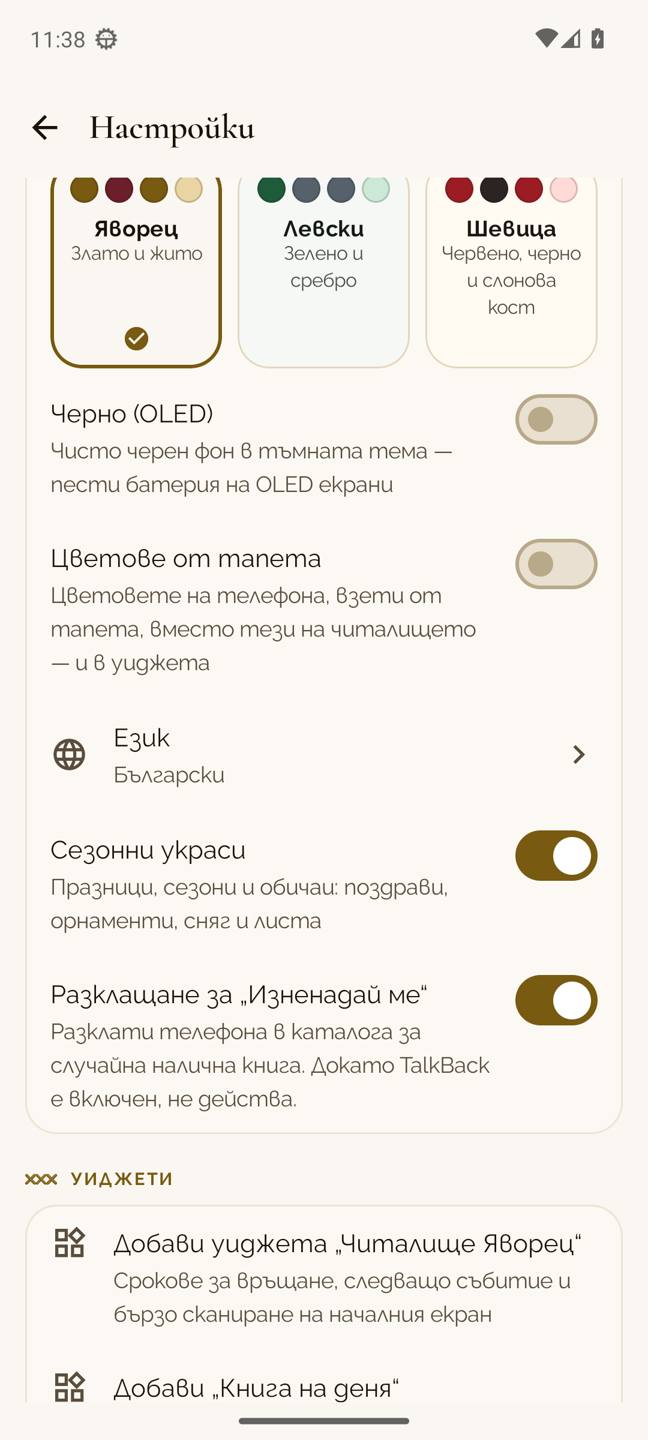 11:38
Настройки
Яворец
Злато и жито
Левски
Зелено и
сребро
Шевица
Червено, черно
и слонова
кост
Черно (OLED)
Чисто черен фон в тъмната тема —
пести батерия на OLED екрани
Цветове от тапета
Цветовете на телефона, взети от
тапета, вместо тези на читалището
— и в уиджета
Език
Български
Сезонни украси
Празници, сезони и обичаи: поздрави,
орнаменти, сняг и листа
Разклащане за „Изненадай ме“
Разклати телефона в каталога за
случайна налична книга. Докато TalkBack
е включен, не действа.
УИДЖЕТИ
Добави уиджета „Читалище Яворец“
Срокове за връщане, следващо събитие и
бързо сканиране на началния екран
Добави „Книга на деня“